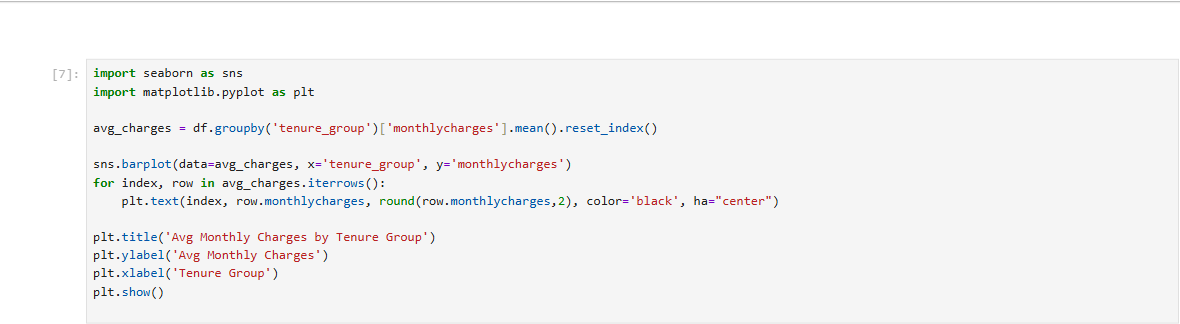 [7]:
import seaborn as sns
import matplotlib.pyplot as plt
avg_charges = df.groupby('tenure_group')['monthlycharges'].mean().reset_index()
sns.barplot(data=avg_charges, x='tenure_group', y='monthlycharges')
for index, row in avg_charges.iterrows():
    plt.text(index, row.monthlycharges, round(row.monthlycharges,2), color='black', ha="center")
plt.title('Avg Monthly Charges by Tenure Group')
plt.ylabel('Avg Monthly Charges')
plt.xlabel('Tenure Group')
plt.show()